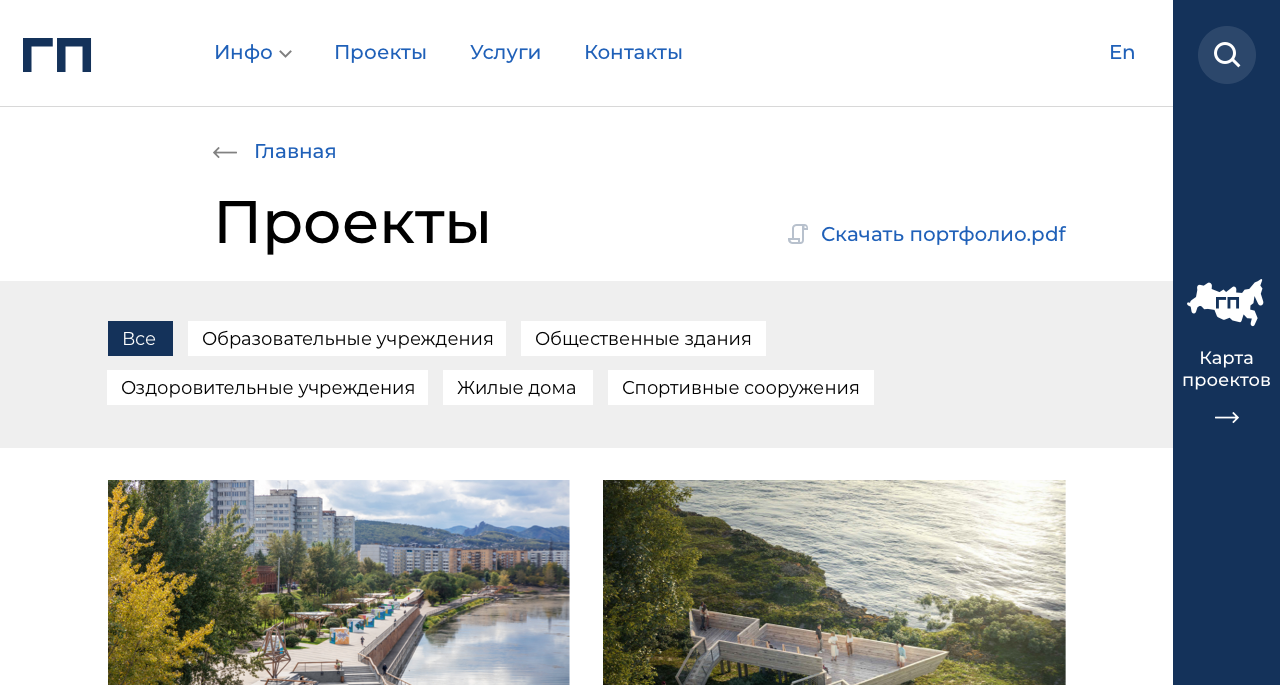 ГП
Инфо Проекты Услуги Контакты En
Главная
Проекты
Скачать портфолио.pdf
Все Образовательные учреждения Общественные здания
Оздоровительные учреждения Жилые дома Спортивные сооружения
ГП
Карта
проектов